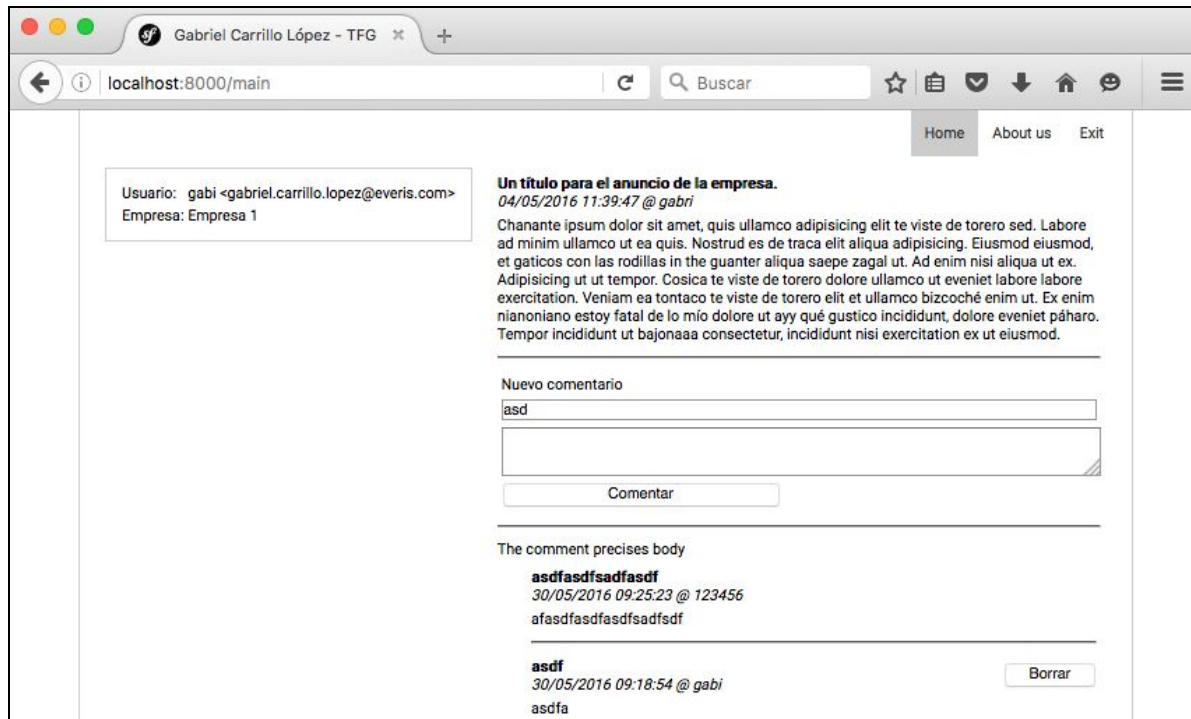 Gabriel Carrillo López - TFG
localhost:8000/main
Buscar
Home About us Exit
Usuario: gabi <gabriel.carrillo.lopez@everis.com>
Empresa: Empresa 1
Un título para el anuncio de la empresa.
04/05/2016 11:39:47 @ gabri
Chanante ipsum dolor sit amet, quis ullamco adipisicing elit te viste de torero sed. Labore
ad minim ullamco ut ea quis. Nostrud es de traca elit aliqua adipisicing. Eiusmod eiusmod,
et gaticos con las rodillas in the guanter aliqua saepe zagal ut. Ad enim nisi aliqua ut ex.
Adipisicing ut ut tempor. Cosica te viste de torero dolore ullamco ut eveniet labore labore
exercitation. Veniam ea tontaco te viste de torero elit et ullamco bizcoché enim ut. Ex enim
nianoniano estoy fatal de lo mío dolore ut ayy qué gustico incididunt, dolore eveniet páharo.
Tempor incididunt ut bajonaaa consectetur, incididunt nisi exercitation ex ut eiusmod.
Nuevo comentario
asd
Comentar
The comment precises body
asdfasdfsadfasdf
30/05/2016 09:25:23 @ 123456
afasdfasdfasdfsadfsdf
asdf
Borrar
30/05/2016 09:18:54 @ gabi
asdfa